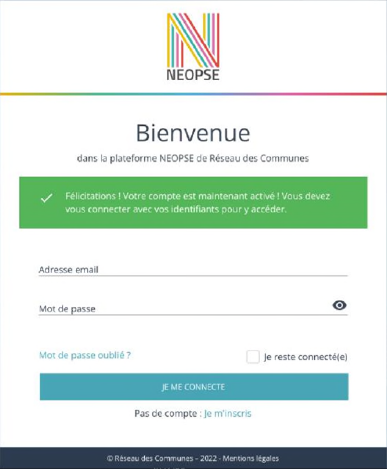 NEOPSE
Bienvenue
dans la plateforme NEOPSE de Réseau des Communes
Félicitations ! Votre compte est maintenant activé ! Vous devez
vous connecter avec vos identifiants pour y accéder.
Adresse email
Mot de passe
Mot de passe oublié ?
Je reste connecté(e)
JE ME CONNECTE
Pas de compte : Je m'inscris
© Réseau des Communes - 2022 - Mentions légales